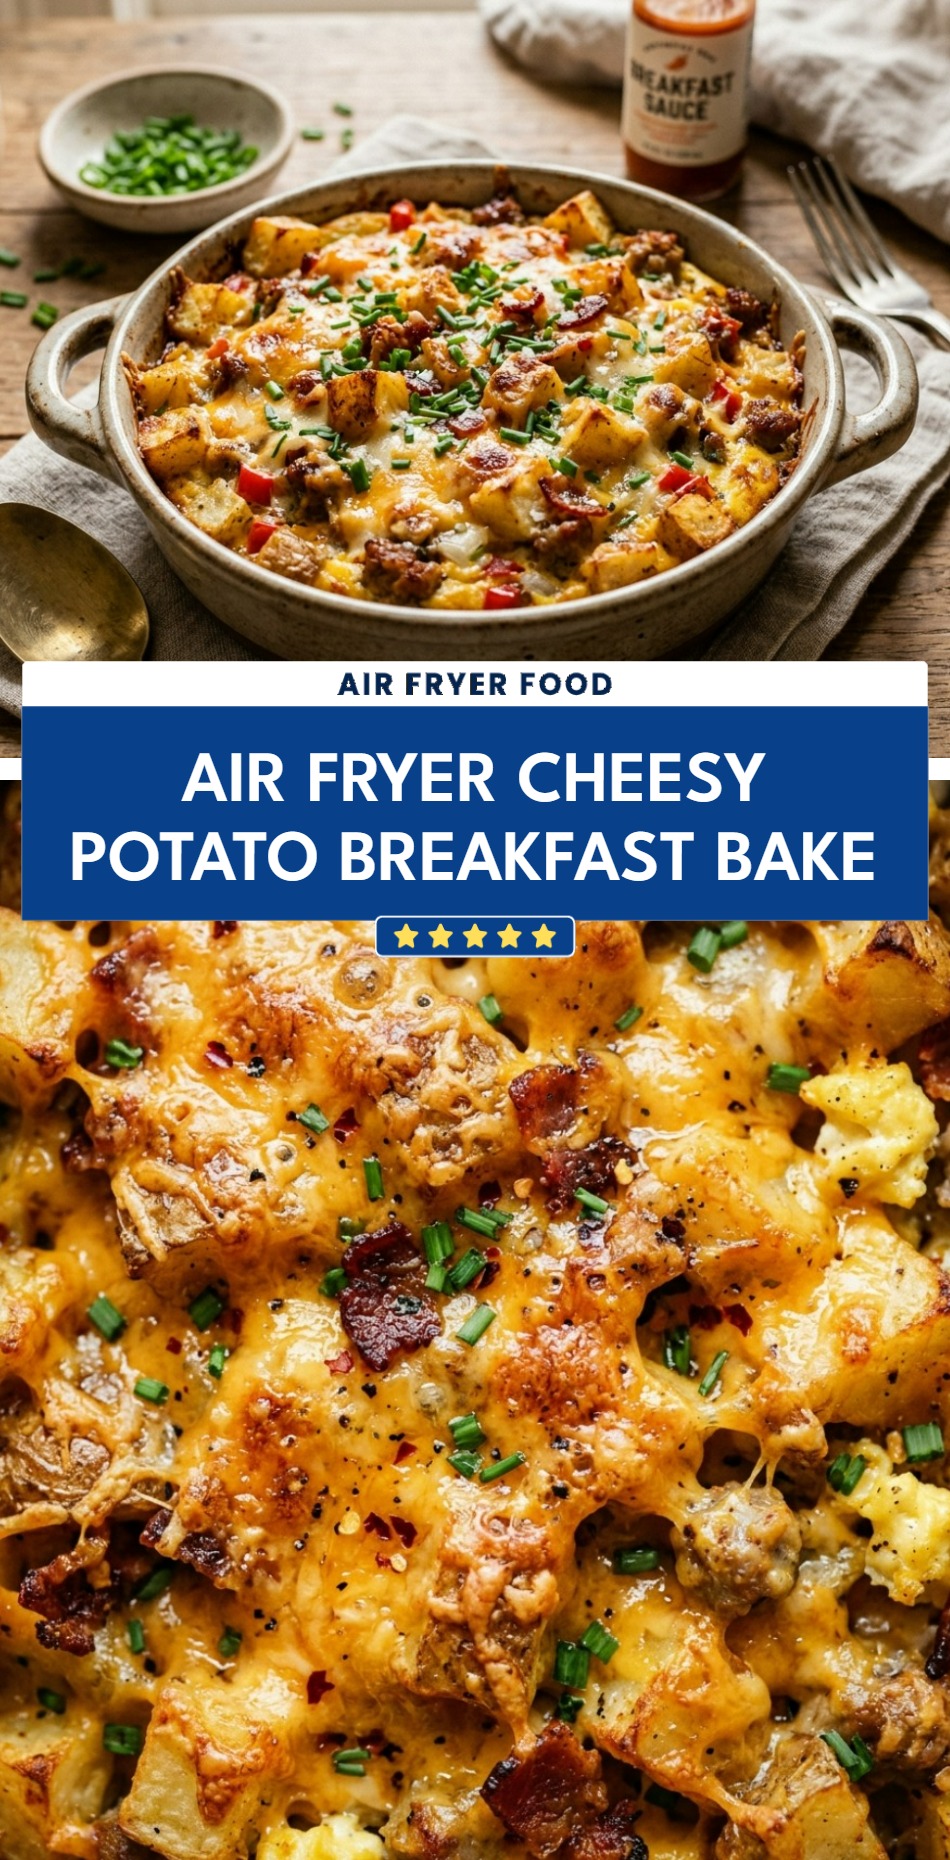 BREAKFAST
SAUCE
AIR FRYER FOOD
AIR FRYER CHEESY
POTATO BREAKFAST BAKE